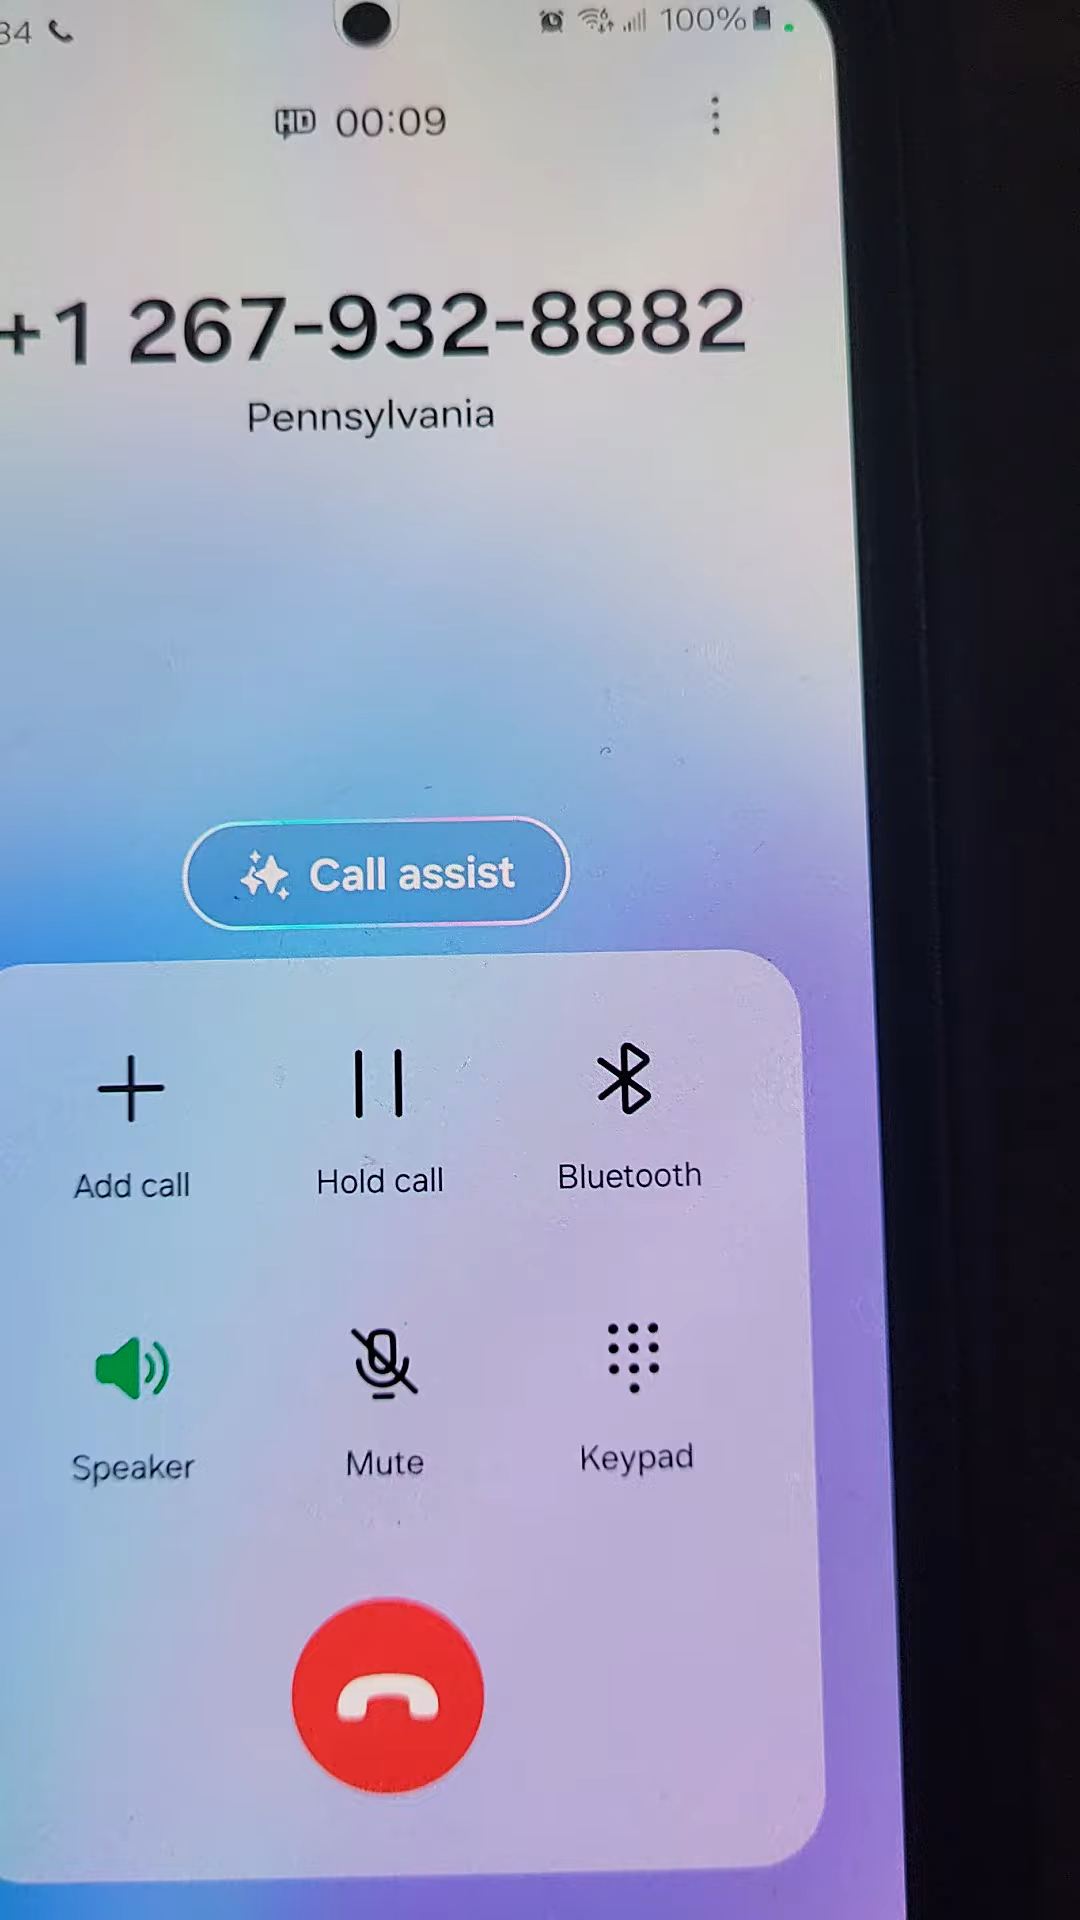 34 100%
HD 00:09
+1 267-932-8882
Pennsylvania
Call assist
Add call Hold call Bluetooth
Speaker Mute Keypad